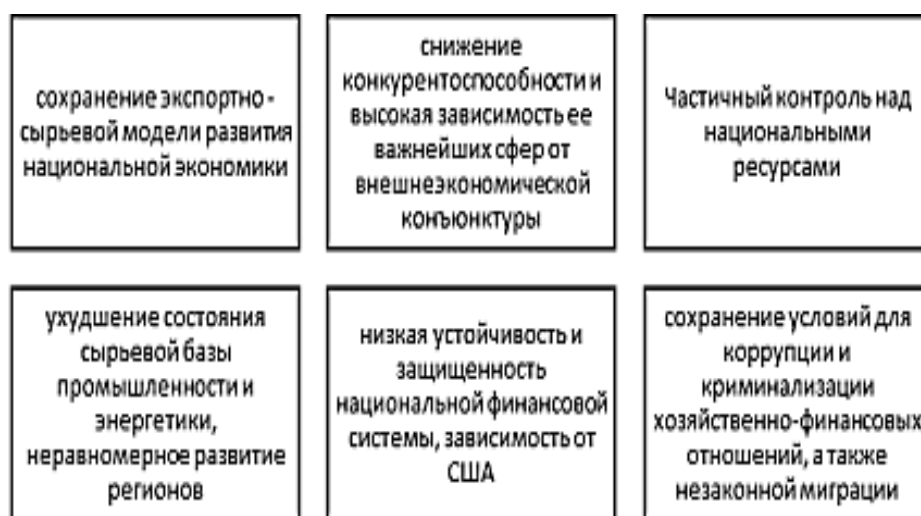 сохранение экспортно -
сырьевой модели развития
национальной экономики
снижение
конкурентоспособности и
высокая зависимость ее
важнейших сфер от
внешнеэкономической
конъюнктуры
Частичный контроль над
национальными
ресурсами
ухудшение состояния
сырьевой базы
промышленности и
энергетики,
неравномерное развитие
регионов
низкая устойчивость и
защищенность
национальной финансовой
системы, зависимость от
США
сохранение условий для
коррупции и
криминализации
хозяйственно-финансовых
отношений, а также
незаконной миграции